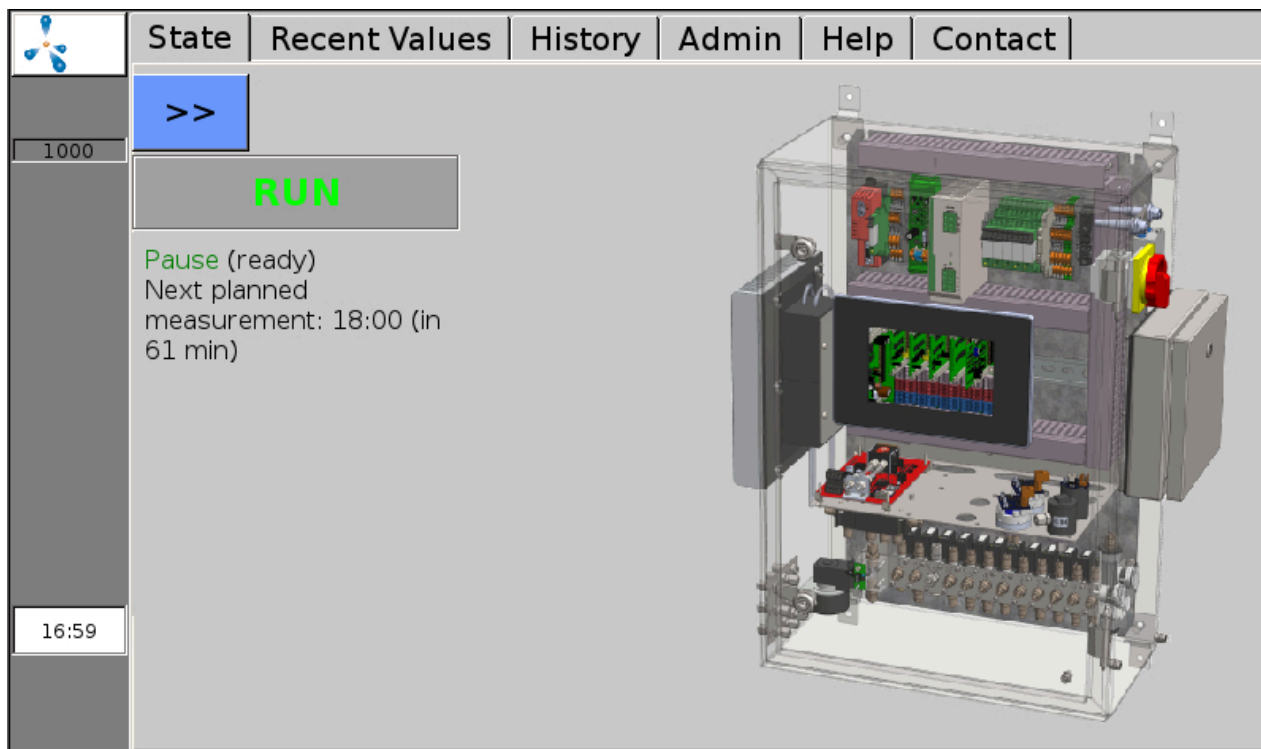 State
Recent Values
History
Admin
Help
Contact
>>
1000
RUN
Pause (ready)
Next planned
measurement: 18:00 (in
61 min)
16:59